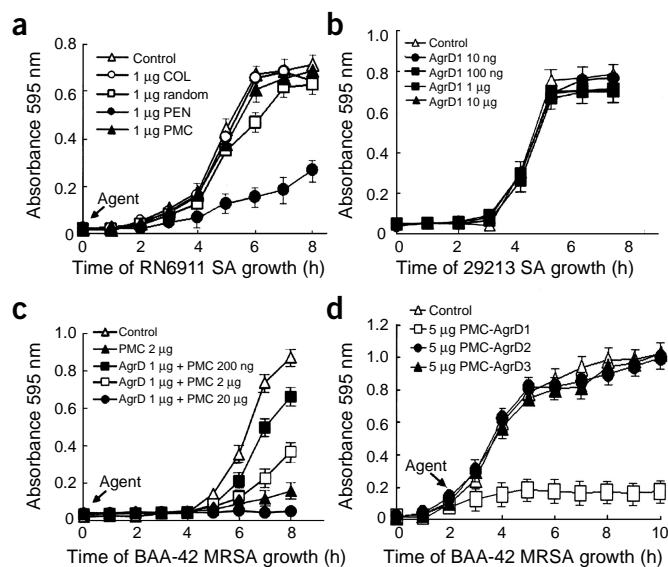 a
Absorbance 595 nm
0.8
0.6
0.4
0.2
0
Control
1 µg COL
1 µg random
1 µg PEN
1 µg PMC
Agent
0 2 4 6 8
Time of RN6911 SA growth (h)
b
Absorbance 595 nm
1.0
0.8
0.6
0.4
0.2
0
Control
AgrD1 10 ng
AgrD1 100 ng
AgrD1 1 µg
AgrD1 10 µg
0 2 4 6 8
Time of 29213 SA growth (h)
c
Absorbance 595 nm
1.0
0.8
0.6
0.4
0.2
0
Control
PMC 2 µg
AgrD 1 µg + PMC 200 ng
AgrD 1 µg + PMC 2 µg
AgrD 1 µg + PMC 20 µg
Agent
0 2 4 6 8
Time of BAA-42 MRSA growth (h)
d
Absorbance 595 nm
1.2
1.0
0.8
0.6
0.4
0.2
0
Control
5 µg PMC-AgrD1
5 µg PMC-AgrD2
5 µg PMC-AgrD3
Agent
0 2 4 6 8 10
Time of BAA-42 MRSA growth (h)